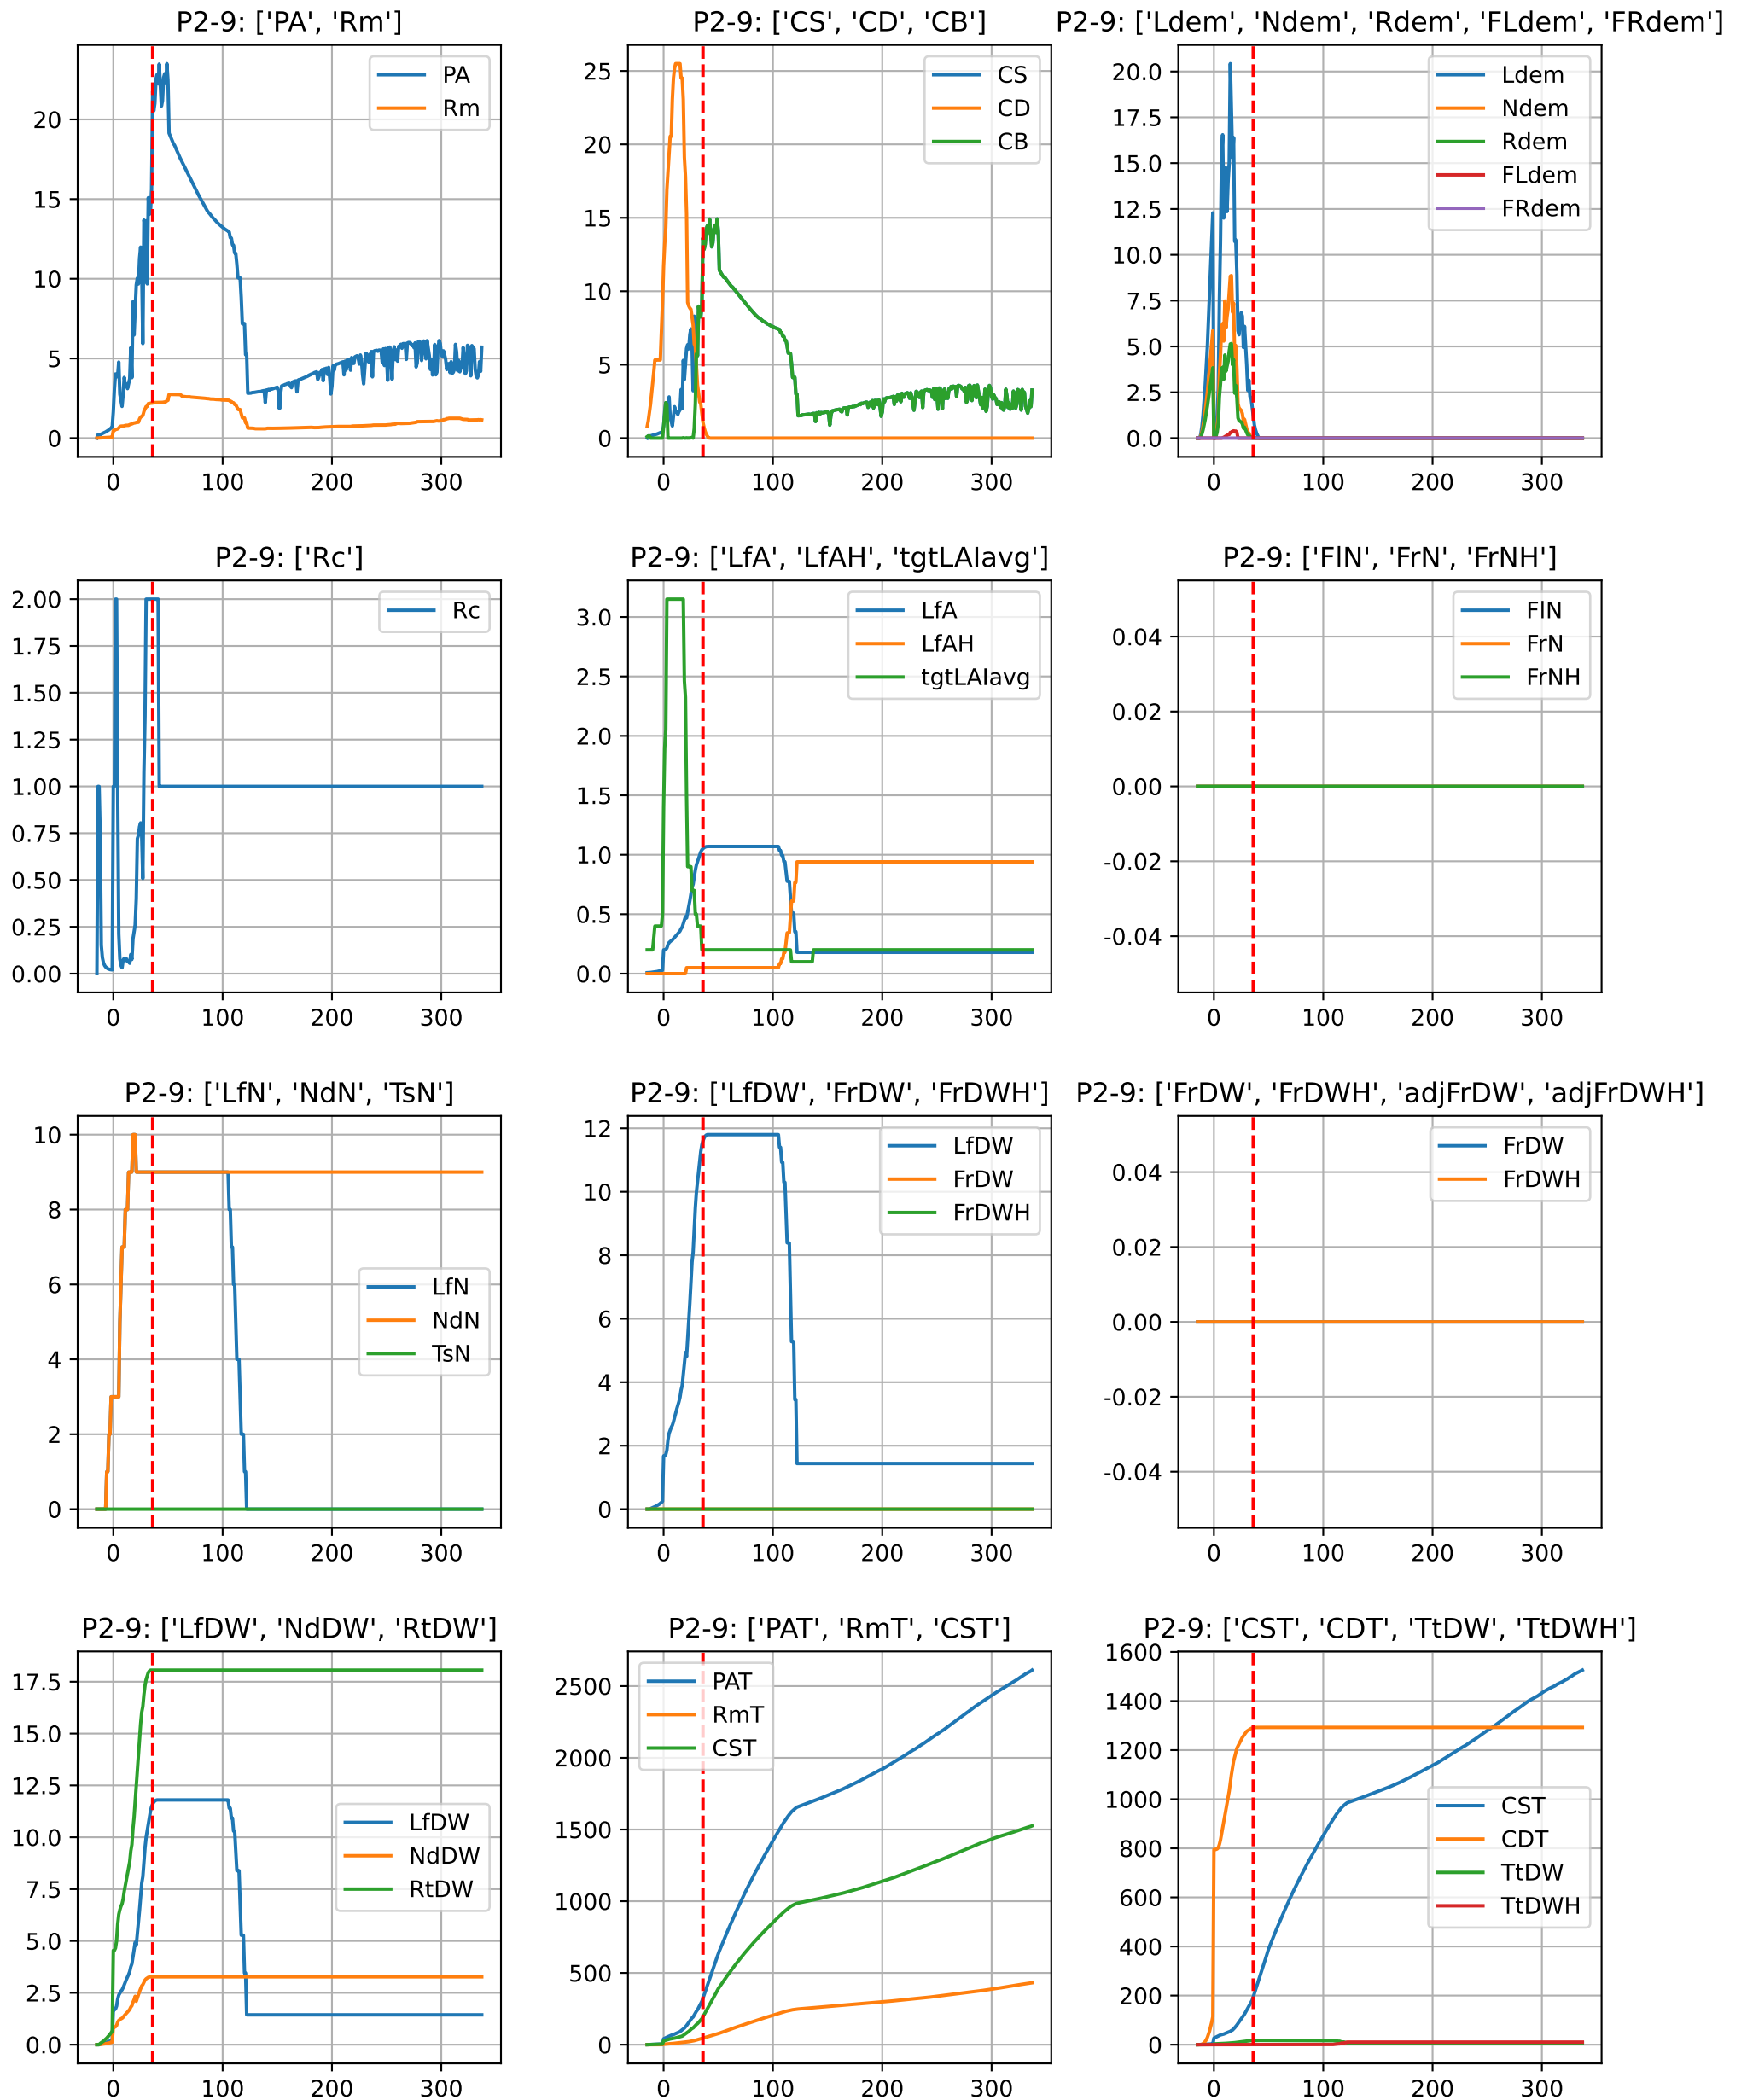 P2-9: ['PA', 'Rm']
PA
Rm
20
15
10
5
0
0 100 200 300
P2-9: ['CS', 'CD', 'CB']
CS
CD
CB
25
20
15
10
5
0
0 100 200 300
P2-9: ['Ldem', 'Ndem', 'Rdem', 'FLdem', 'FRdem']
Ldem
Ndem
Rdem
FLdem
FRdem
20.0
17.5
15.0
12.5
10.0
7.5
5.0
2.5
0.0
0 100 200 300
P2-9: ['Rc']
Rc
2.00
1.75
1.50
1.25
1.00
0.75
0.50
0.25
0.00
0 100 200 300
P2-9: ['LfA', 'LfAH', 'tgtLAIavg']
LfA
LfAH
tgtLAIavg
3.0
2.5
2.0
1.5
1.0
0.5
0.0
0 100 200 300
P2-9: ['FlN', 'FrN', 'FrNH']
FlN
FrN
FrNH
0.04
0.02
0.00
-0.02
-0.04
0 100 200 300
P2-9: ['LfN', 'NdN', 'TsN']
LfN
NdN
TsN
10
8
6
4
2
0
0 100 200 300
P2-9: ['LfDW', 'FrDW', 'FrDWH']
LfDW
FrDW
FrDWH
12
10
8
6
4
2
0
0 100 200 300
P2-9: ['FrDW', 'FrDWH', 'adjFrDW', 'adjFrDWH']
FrDW
FrDWH
0.04
0.02
0.00
-0.02
-0.04
0 100 200 300
P2-9: ['LfDW', 'NdDW', 'RtDW']
LfDW
NdDW
RtDW
17.5
15.0
12.5
10.0
7.5
5.0
2.5
0.0
0 100 200 300
P2-9: ['PAT', 'RmT', 'CST']
PAT
RmT
CST
2500
2000
1500
1000
500
0
0 100 200 300
P2-9: ['CST', 'CDT', 'TtDW', 'TtDWH']
CST
CDT
TtDW
TtDWH
1600
1400
1200
1000
800
600
400
200
0
0 100 200 300